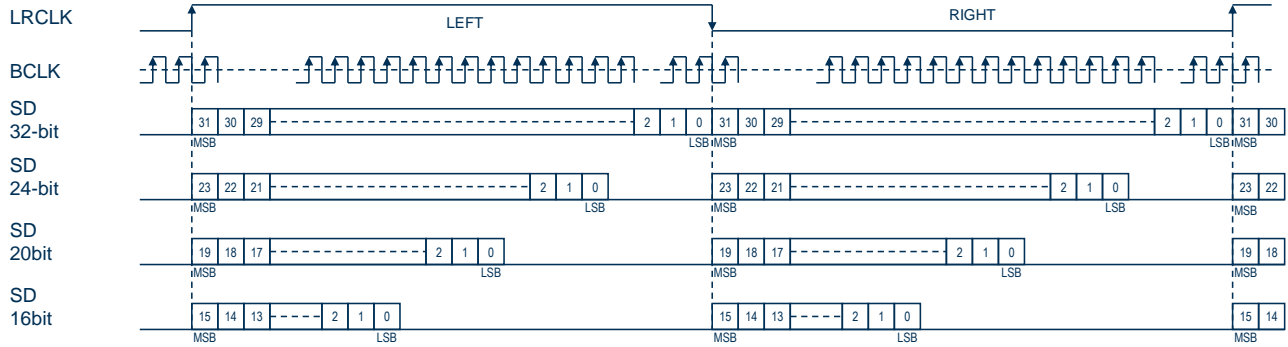 LRCLK LEFT RIGHT
BCLK
SD
32-bit
31 30 29 2 1 0 31 30 29 2 1 0 31 30
MSB LSB MSB LSB MSB
SD
24-bit
23 22 21 2 1 0 23 22 21 2 1 0 23 22
MSB LSB MSB LSB MSB
SD
20bit
19 18 17 2 1 0 19 18 17 2 1 0 19 18
MSB LSB MSB LSB MSB
SD
16bit
15 14 13 2 1 0 15 14 13 2 1 0 15 14
MSB LSB MSB LSB MSB